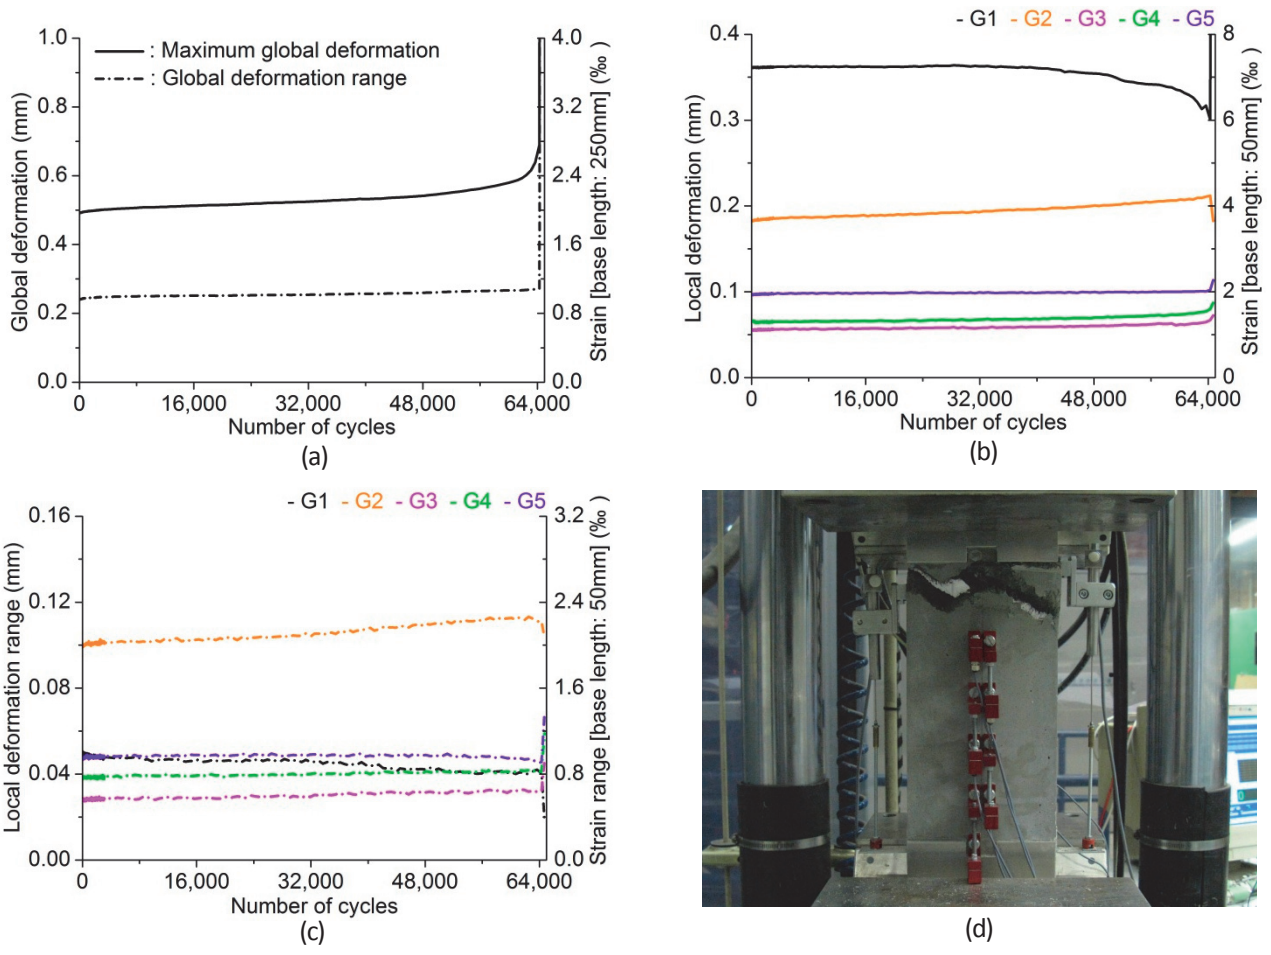 1.0
0.8
0.6
0.4
0.2
0.0
Global deformation (mm)
: Maximum global deformation
: Global deformation range
4.0
3.2
2.4
1.6
0.8
0.0
Strain [base length: 250mm] (‰ )
0 16,000 32,000 48,000 64,000
Number of cycles
(a)
- G1 - G2 - G3 - G4 - G5
0.4
0.3
0.2
0.1
0.0
Local deformation (mm)
8
6
4
2
0
Strain [base length: 50mm] (‰ )
0 16,000 32,000 48,000 64,000
Number of cycles
(b)
- G1 - G2 - G3 - G4 - G5
0.16
0.12
0.08
0.04
0.00
Local deformation range (mm)
3.2
2.4
1.6
0.8
0.0
Strain range [base length: 50mm] (‰ )
0 16,000 32,000 48,000 64,000
Number of cycles
(c)
(d)